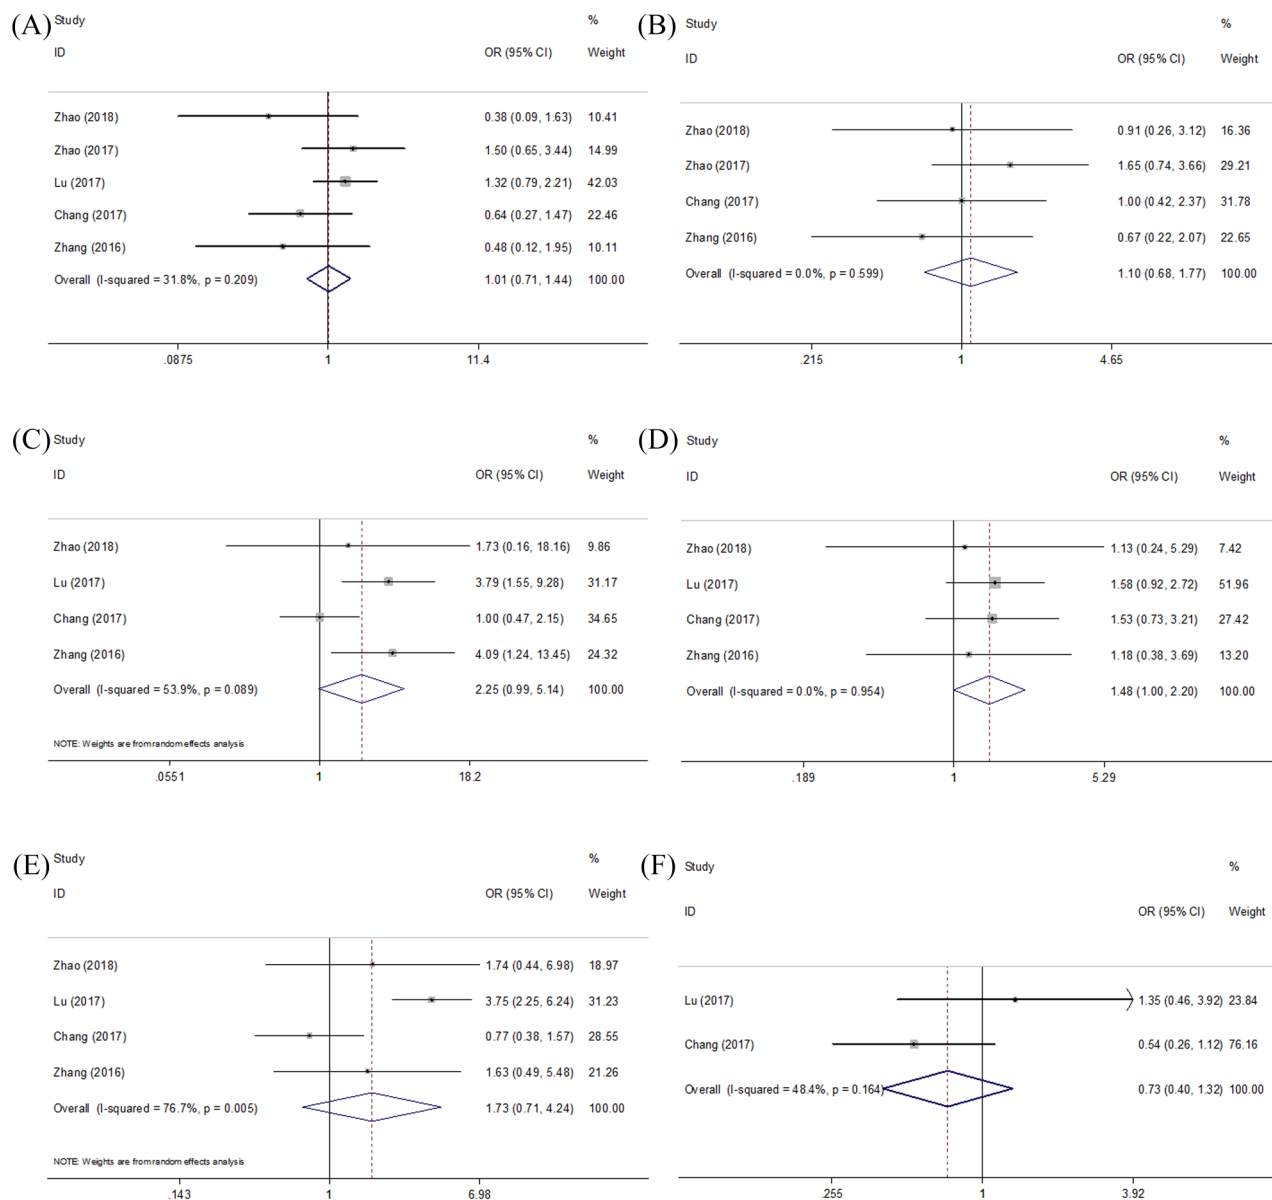 (A) Study %
ID OR (95% CI) Weight
Zhao (2018) 0.38 (0.09, 1.63) 10.41
Zhao (2017) 1.50 (0.65, 3.44) 14.99
Lu (2017) 1.32 (0.79, 2.21) 42.03
Chang (2017) 0.64 (0.27, 1.47) 22.46
Zhang (2016) 0.48 (0.12, 1.95) 10.11
Overall (I-squared = 31.8%, p = 0.209) 1.01 (0.71, 1.44) 100.00
.0875 1 11.4
(B) Study %
ID OR (95% CI) Weight
Zhao (2018) 0.91 (0.26, 3.12) 16.36
Zhao (2017) 1.65 (0.74, 3.66) 29.21
Chang (2017) 1.00 (0.42, 2.37) 31.78
Zhang (2016) 0.67 (0.22, 2.07) 22.65
Overall (I-squared = 0.0%, p = 0.599) 1.10 (0.68, 1.77) 100.00
.215 1 4.65
(C) Study %
ID OR (95% CI) Weight
Zhao (2018) 1.73 (0.16, 18.16) 9.86
Lu (2017) 3.79 (1.55, 9.28) 31.17
Chang (2017) 1.00 (0.47, 2.15) 34.65
Zhang (2016) 4.09 (1.24, 13.45) 24.32
Overall (I-squared = 53.9%, p = 0.089) 2.25 (0.99, 5.14) 100.00
NOTE: Weights are from random effects analysis
.0551 1 18.2
(D) Study %
ID OR (95% CI) Weight
Zhao (2018) 1.13 (0.24, 5.29) 7.42
Lu (2017) 1.58 (0.92, 2.72) 51.96
Chang (2017) 1.53 (0.73, 3.21) 27.42
Zhang (2016) 1.18 (0.38, 3.69) 13.20
Overall (I-squared = 0.0%, p = 0.954) 1.48 (1.00, 2.20) 100.00
.189 1 5.29
(E) Study %
ID OR (95% CI) Weight
Zhao (2018) 1.74 (0.44, 6.98) 18.97
Lu (2017) 3.75 (2.25, 6.24) 31.23
Chang (2017) 0.77 (0.38, 1.57) 28.55
Zhang (2016) 1.63 (0.49, 5.48) 21.26
Overall (I-squared = 76.7%, p = 0.005) 1.73 (0.71, 4.24) 100.00
NOTE: Weights are from random effects analysis
.143 1 6.98
(F) Study %
ID OR (95% CI) Weight
Lu (2017) 1.35 (0.46, 3.92) 23.84
Chang (2017) 0.54 (0.26, 1.12) 76.16
Overall (I-squared = 48.4%, p = 0.164) 0.73 (0.40, 1.32) 100.00
.255 1 3.92